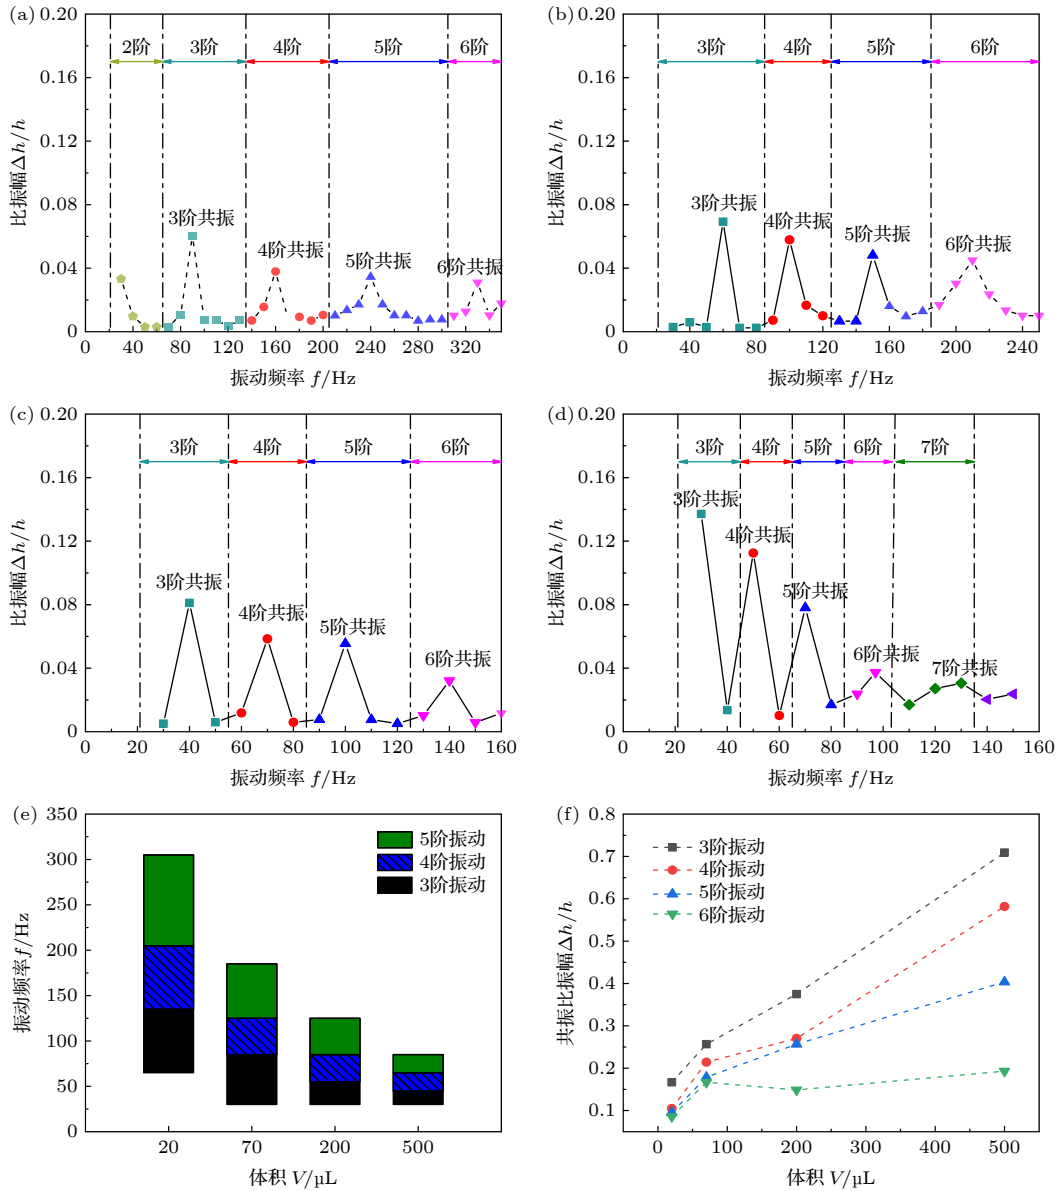 (a)
0.20
0.16
0.12
0.08
0.04
0
比振幅Δh/h
2阶 3阶 4阶 5阶 6阶
3阶共振
4阶共振
5阶共振
6阶共振
0 40 80 120 160 200 240 280 320
振动频率 f/Hz
(b)
0.20
0.16
0.12
0.08
0.04
0
比振幅Δh/h
3阶 4阶 5阶 6阶
3阶共振
4阶共振
5阶共振
6阶共振
0 40 80 120 160 200 240
振动频率 f/Hz
(c)
0.20
0.16
0.12
0.08
0.04
0
比振幅Δh/h
3阶 4阶 5阶 6阶
3阶共振
4阶共振
5阶共振
6阶共振
0 20 40 60 80 100 120 140 160
振动频率 f/Hz
(d)
0.20
0.16
0.12
0.08
0.04
0
比振幅Δh/h
3阶 4阶 5阶 6阶 7阶
3阶共振
4阶共振
5阶共振
6阶共振
7阶共振
0 20 40 60 80 100 120 140 160
振动频率 f/Hz
(e)
350
300
250
200
150
100
50
0
振动频率f/Hz
5阶振动
4阶振动
3阶振动
20 70 200 500
体积 V/μL
(f)
0.8
0.7
0.6
0.5
0.4
0.3
0.2
0.1
共振比振幅Δh/h
3阶振动
4阶振动
5阶振动
6阶振动
0 100 200 300 400 500
体积 V/μL